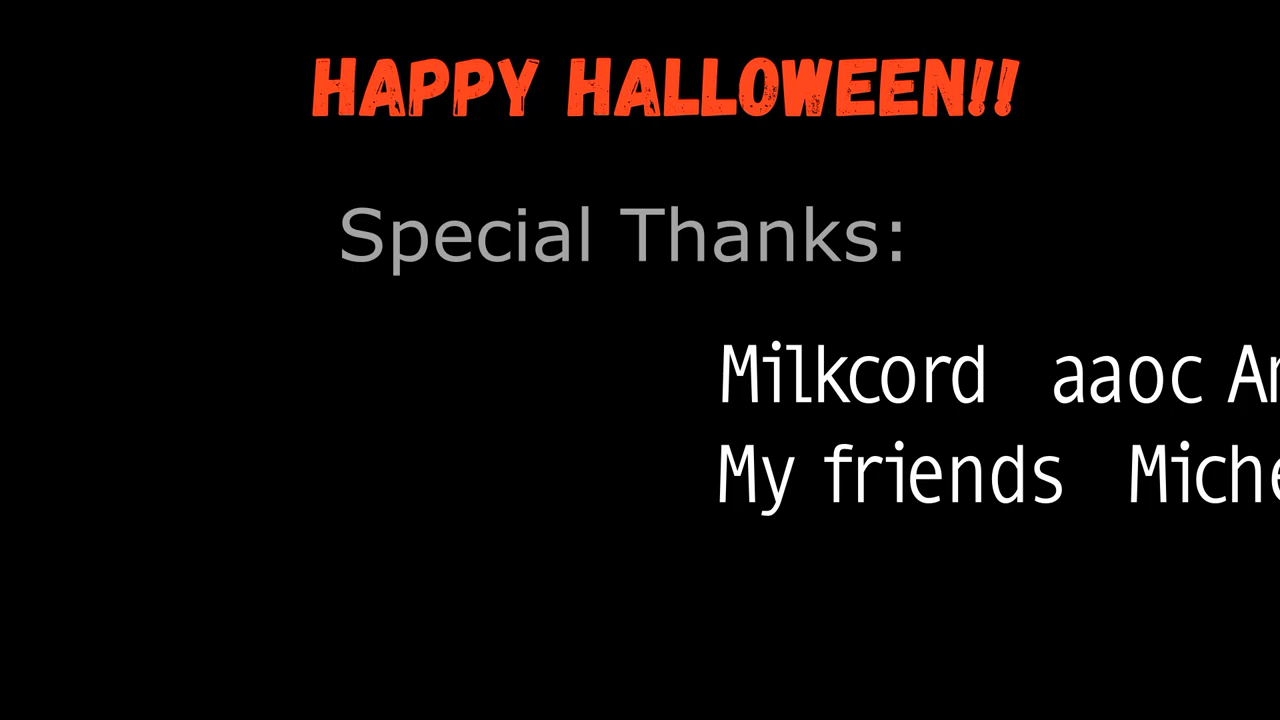 HAPPY HALLOWEEN!!
Special Thanks:
Milkcord aaoc
My friends